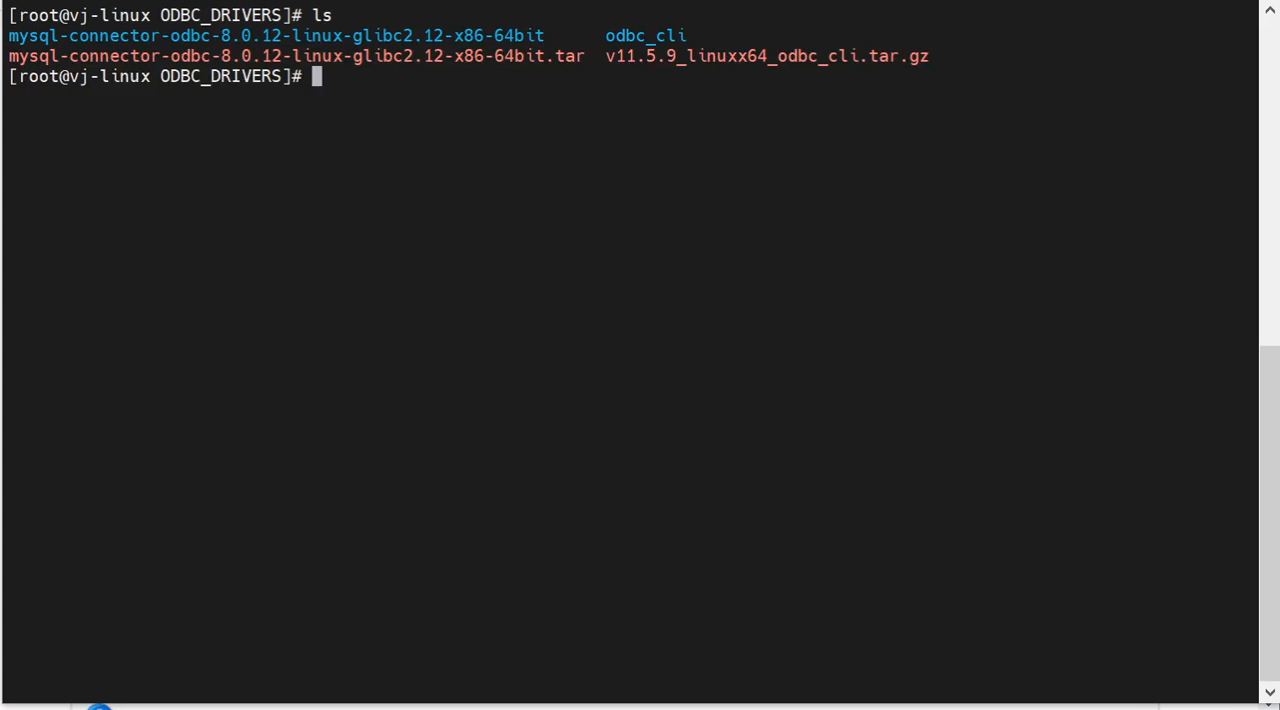 [root@vj-linux ODBC_DRIVERS]# ls
mysql-connector-odbc-8.0.12-linux-glibc2.12-x86-64bit      odbc_cli
mysql-connector-odbc-8.0.12-linux-glibc2.12-x86-64bit.tar  v11.5.9_linuxx64_odbc_cli.tar.gz
[root@vj-linux ODBC_DRIVERS]#